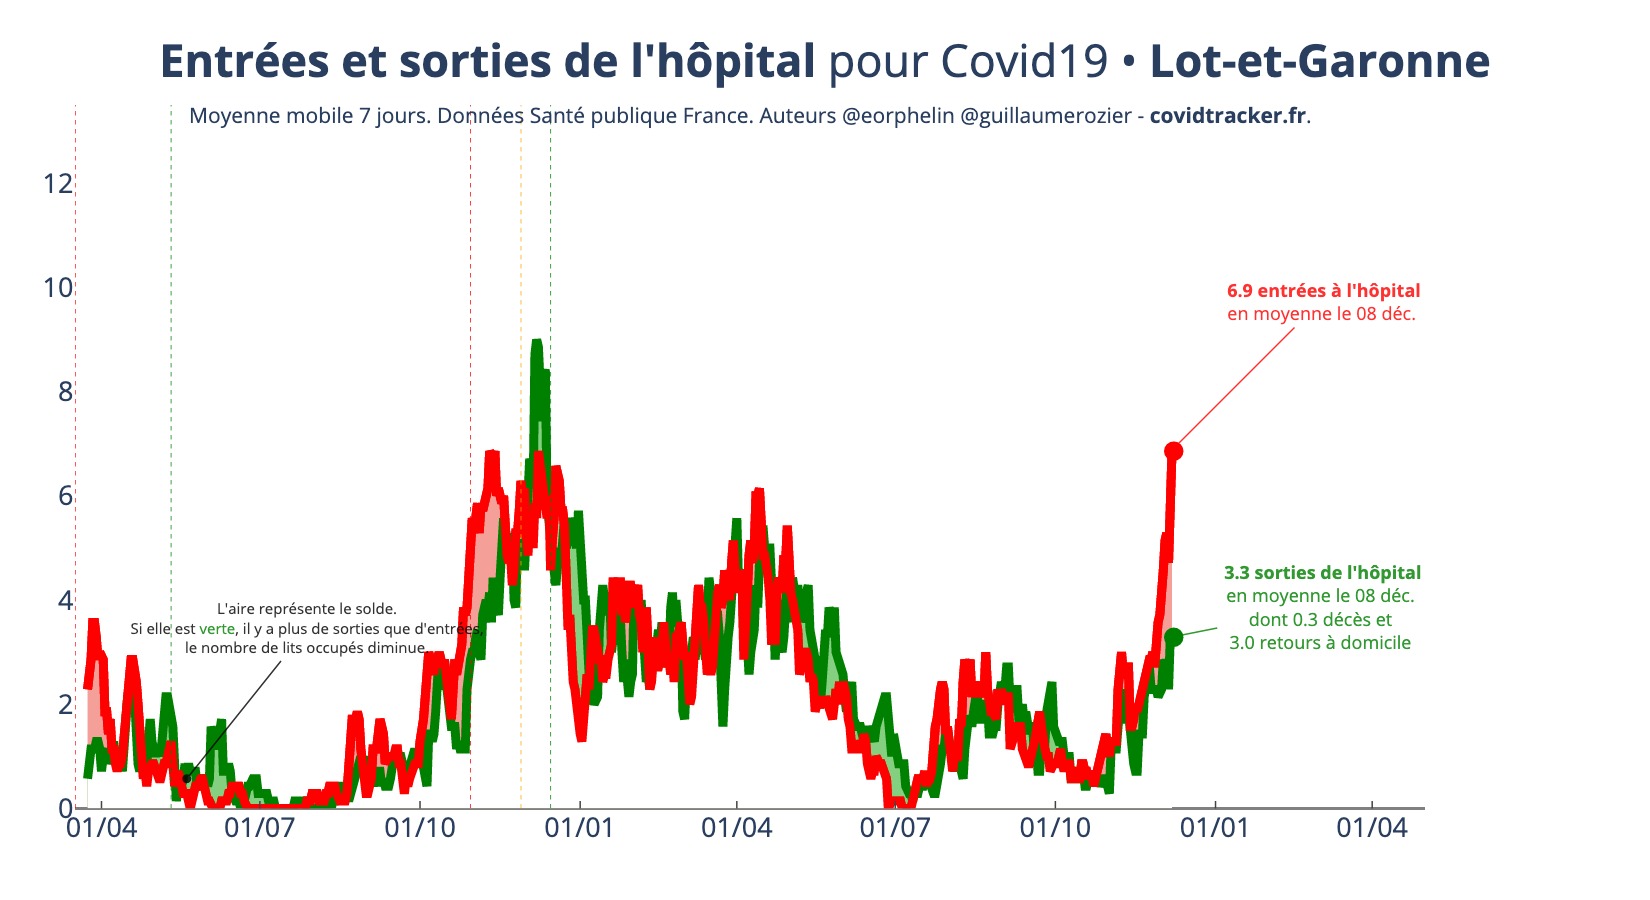 Entrées et sorties de l'hôpital pour Covid19 • Lot-et-Garonne
Moyenne mobile 7 jours. Données Santé publique France. Auteurs @eorphelin @guillaumerozier - covidtracker.fr.
12
10
8
6
4
2
0
6.9 entrées à l'hôpital
en moyenne le 08 déc.
3.3 sorties de l'hôpital
en moyenne le 08 déc.
dont 0.3 décès et
3.0 retours à domicile
L'aire représente le solde.
Si elle est verte, il y a plus de sorties que d'entrées,
le nombre de lits occupés diminue.
01/04 01/07 01/10 01/01 01/04 01/07 01/10 01/01 01/04